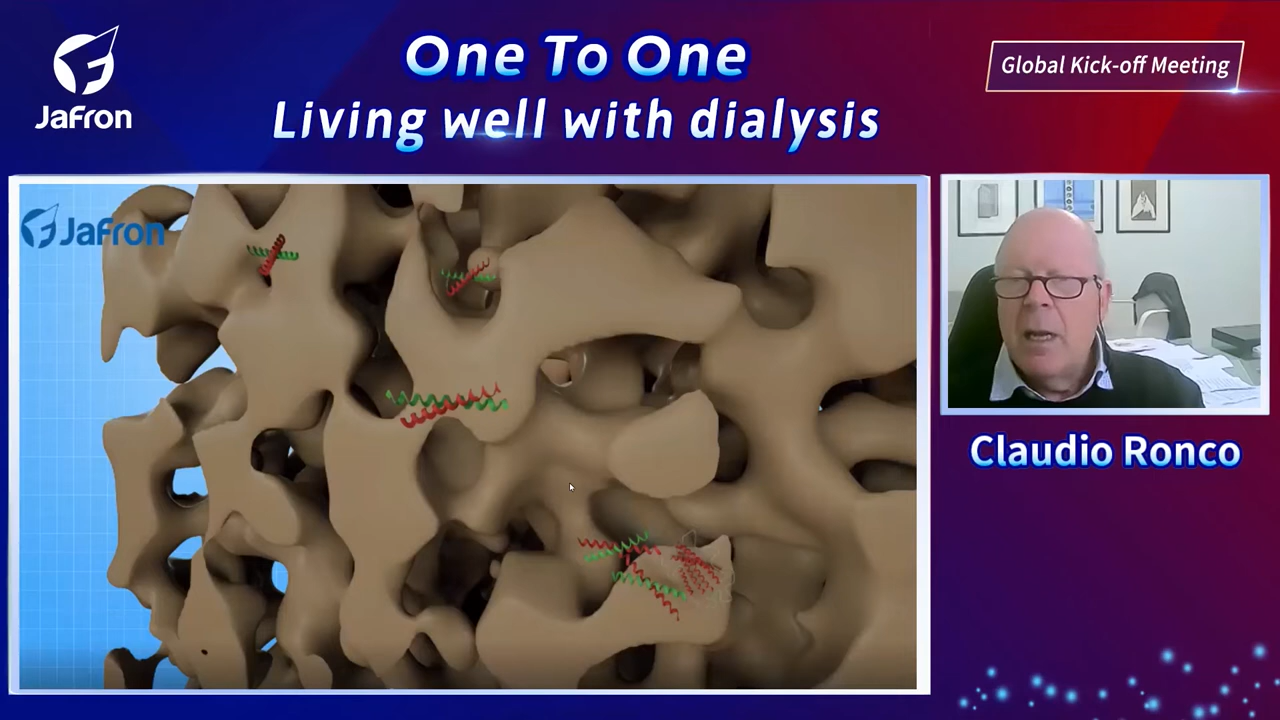 Jafron
One To One
Living well with dialysis
Global Kick-off Meeting
Jafron
Claudio Ronco